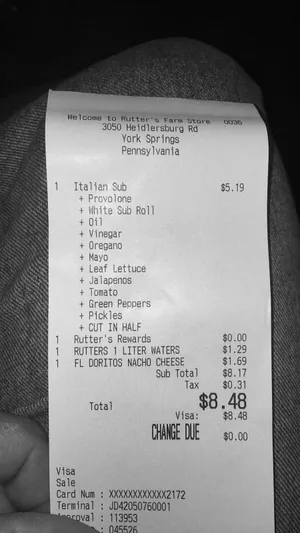 Welcome to Rutter's Farm Store 0036
3050 Heidlersburg Rd
York Springs
Pennsylvania
1 Italian Sub $5.19
+ Provolone
+ White Sub Roll
+ Oil
+ Vinegar
+ Oregano
+ Mayo
+ Leaf Lettuce
+ Jalapenos
+ Tomato
+ Green Peppers
+ Pickles
+ CUT IN HALF
1 Rutter's Rewards $0.00
1 RUTTERS 1 LITER WATERS $1.29
1 FL DORITOS NACHO CHEESE $1.69
Sub Total $8.17
Tax $0.31
Total $8.48
Visa: $8.48
CHANGE DUE $0.00
Visa
Sale
Card Num : XXXXXXXXXXXX2172
Terminal : JD42050760001
Approval : 113953
: 045526